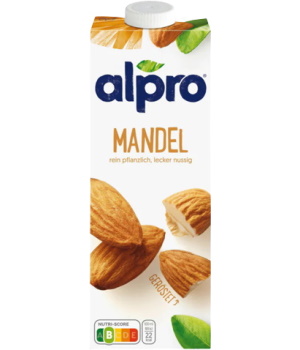 alpro
MANDEL
rein pflanzlich, lecker nussig
GERÖSTET
NUTRI-SCORE
A B C D E